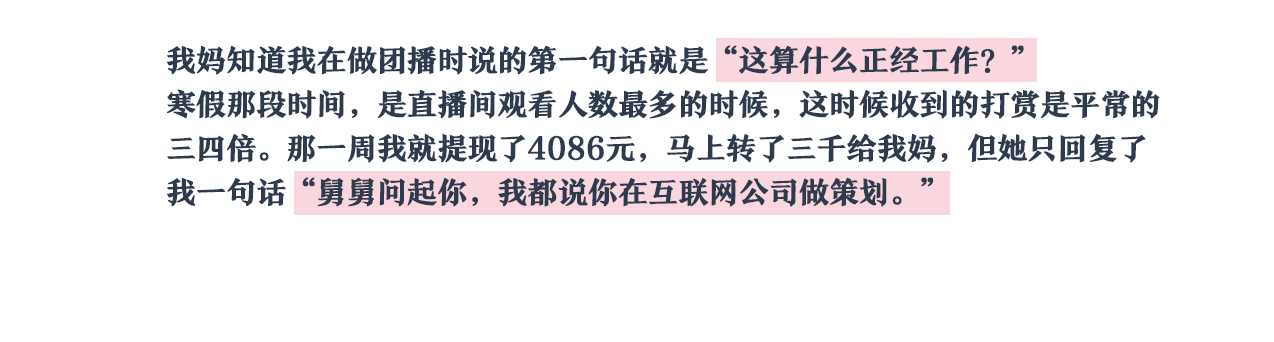 我妈知道我在做团播时说的第一句话就是“这算什么正经工作？”
寒假那段时间，是直播间观看人数最多的时候，这时候收到的打赏是平常的
三四倍。那一周我就提现了4086元，马上转了三千给我妈，但她只回复了
我一句话“舅舅问起你，我都说你在互联网公司做策划。”